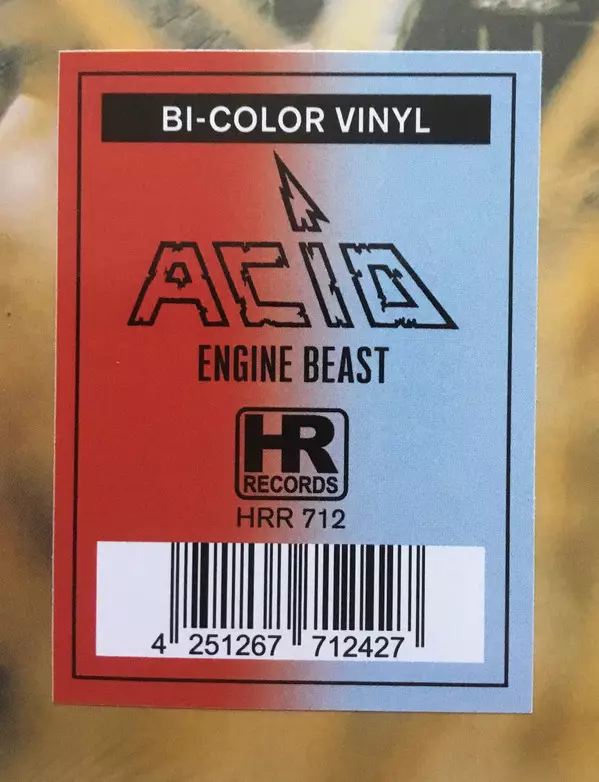 BI-COLOR VINYL
ACID
ENGINE BEAST
HR
RECORDS
HRR 712
4 251267 712427